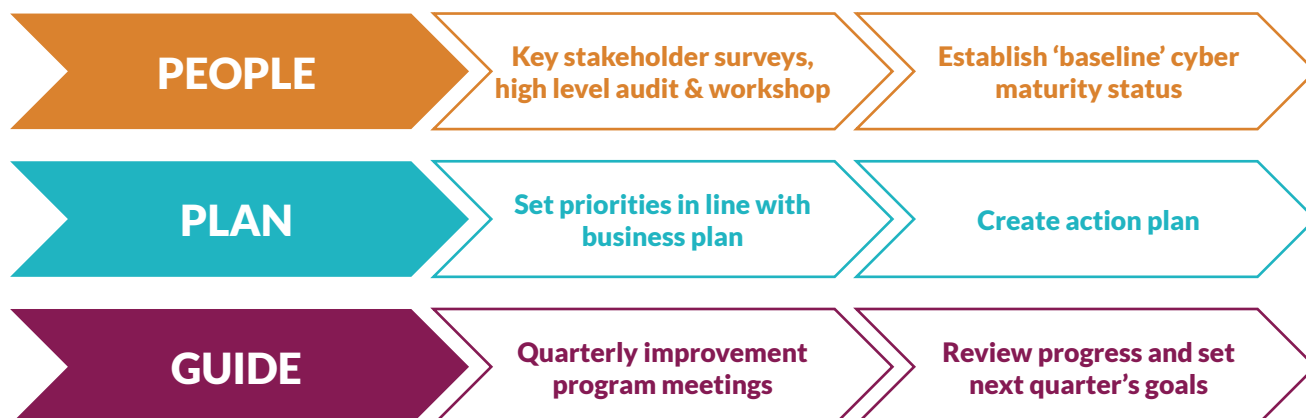 PEOPLE
Key stakeholder surveys,
high level audit & workshop
Establish ‘baseline’ cyber
maturity status
PLAN
Set priorities in line with
business plan
Create action plan
GUIDE
Quarterly improvement
program meetings
Review progress and set
next quarter’s goals